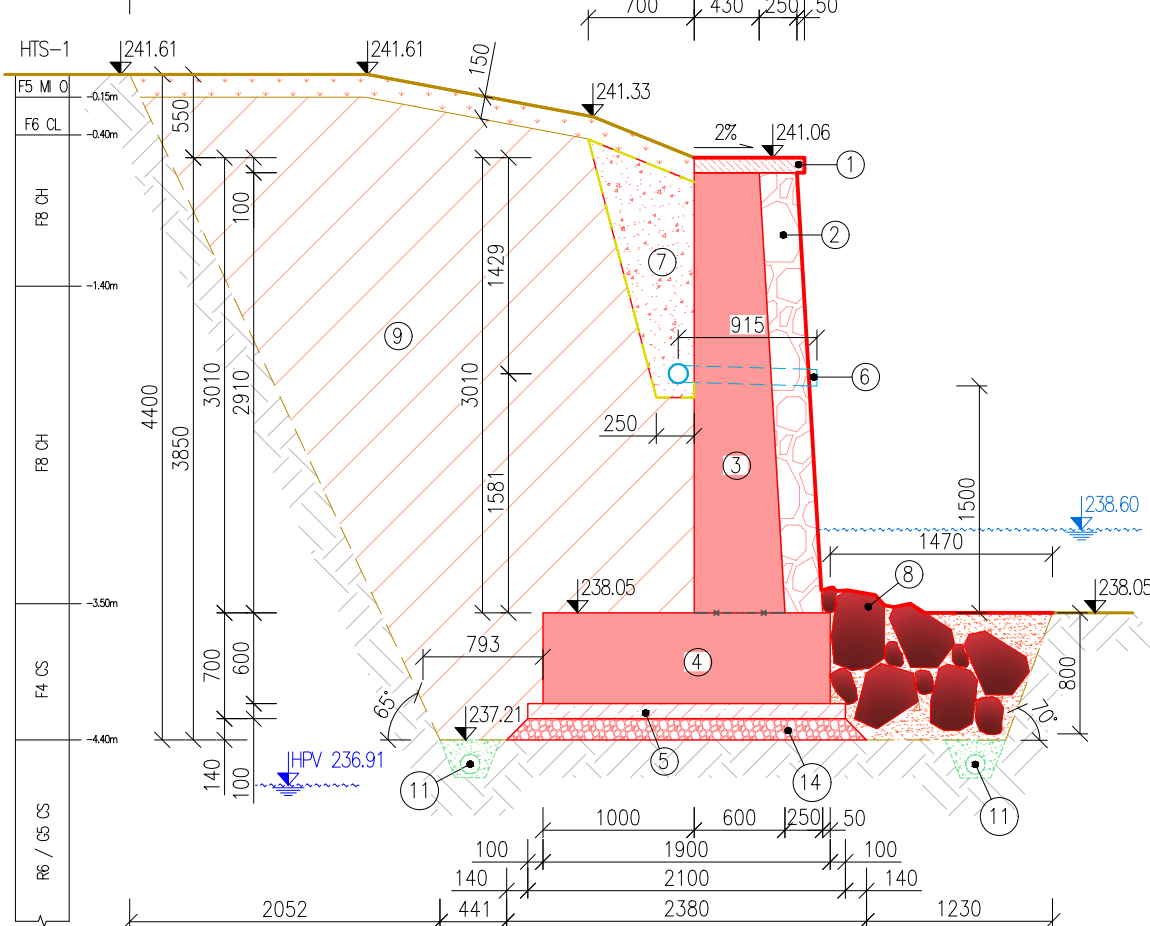 700 430 250 50
HTS-1 241.61 241.61
150
241.33
F5 MI O
-0.15m
F6 CL
-0.40m
550
2%
241.06
1
100
F8 CH
2
1429
7
-1.40m
9
915
3010
2910
3010
6
4400
3850
250
F8 CH
3
1581
1500
238.60
1470
8
-3.50m
238.05
238.05
793
700
600
4
F4 CS
800
65°
237.21
70°
-4.40m
5
14
HPV 236.91
140
100
11
11
R6 / G5 CS
1000 600 250 50
100 1900 100
140 2100 140
2052 441 2380 1230